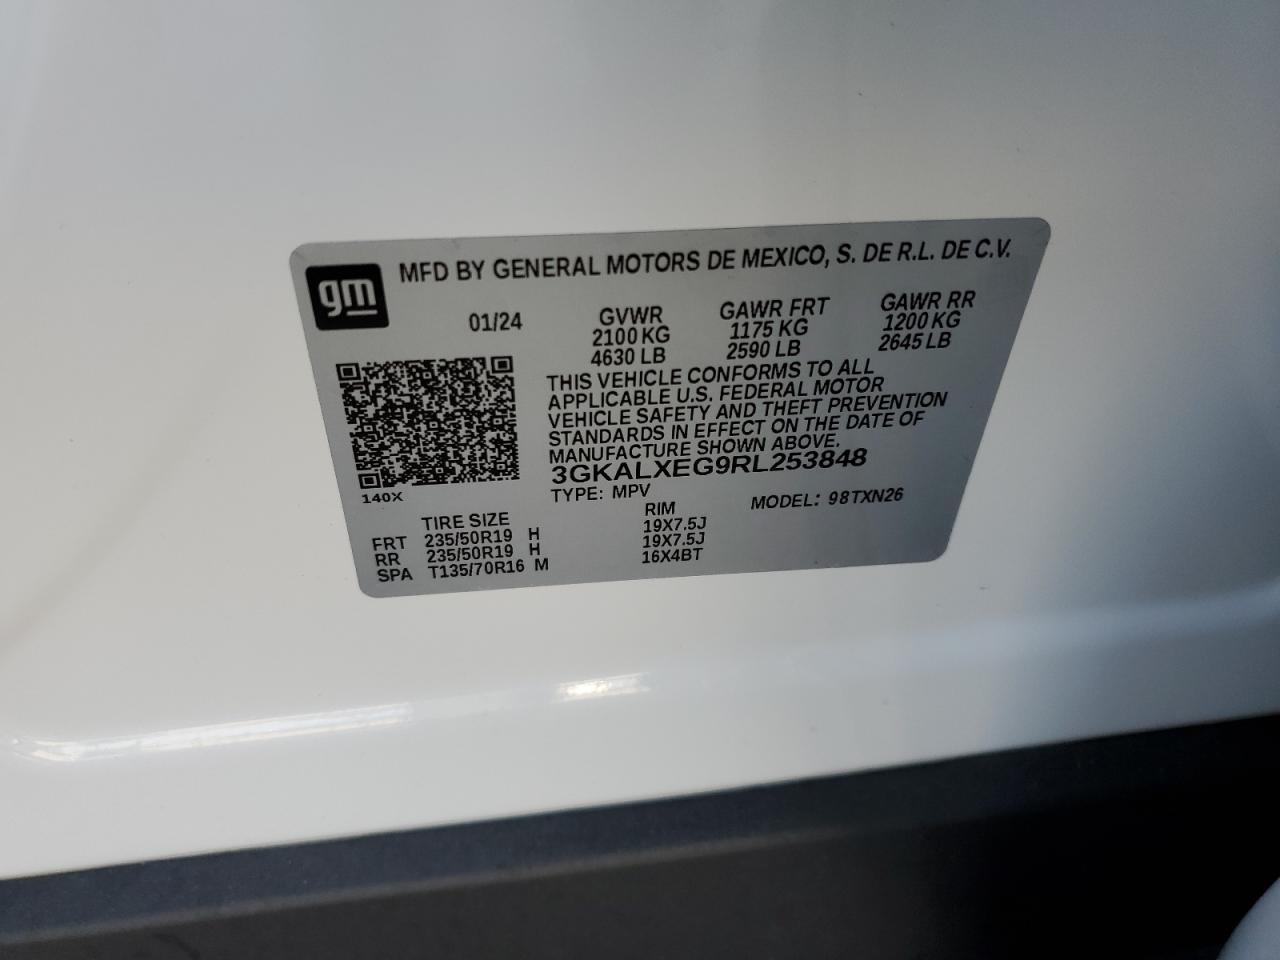 gm
MFD BY GENERAL MOTORS DE MEXICO, S. DE R.L. DE C.V.
01/24
GVWR
2100 KG
4630 LB
GAWR FRT
1175 KG
2590 LB
GAWR RR
1200 KG
2645 LB
THIS VEHICLE CONFORMS TO ALL
APPLICABLE U.S. FEDERAL MOTOR
VEHICLE SAFETY AND THEFT PREVENTION
STANDARDS IN EFFECT ON THE DATE OF
MANUFACTURE SHOWN ABOVE.
3GKALXEG9RL253848
140X
TYPE: MPV
MODEL: 98TXN26
TIRE SIZE RIM
FRT 235/50R19 H 19X7.5J
RR 235/50R19 H 19X7.5J
SPA T135/70R16 M 16X4BT